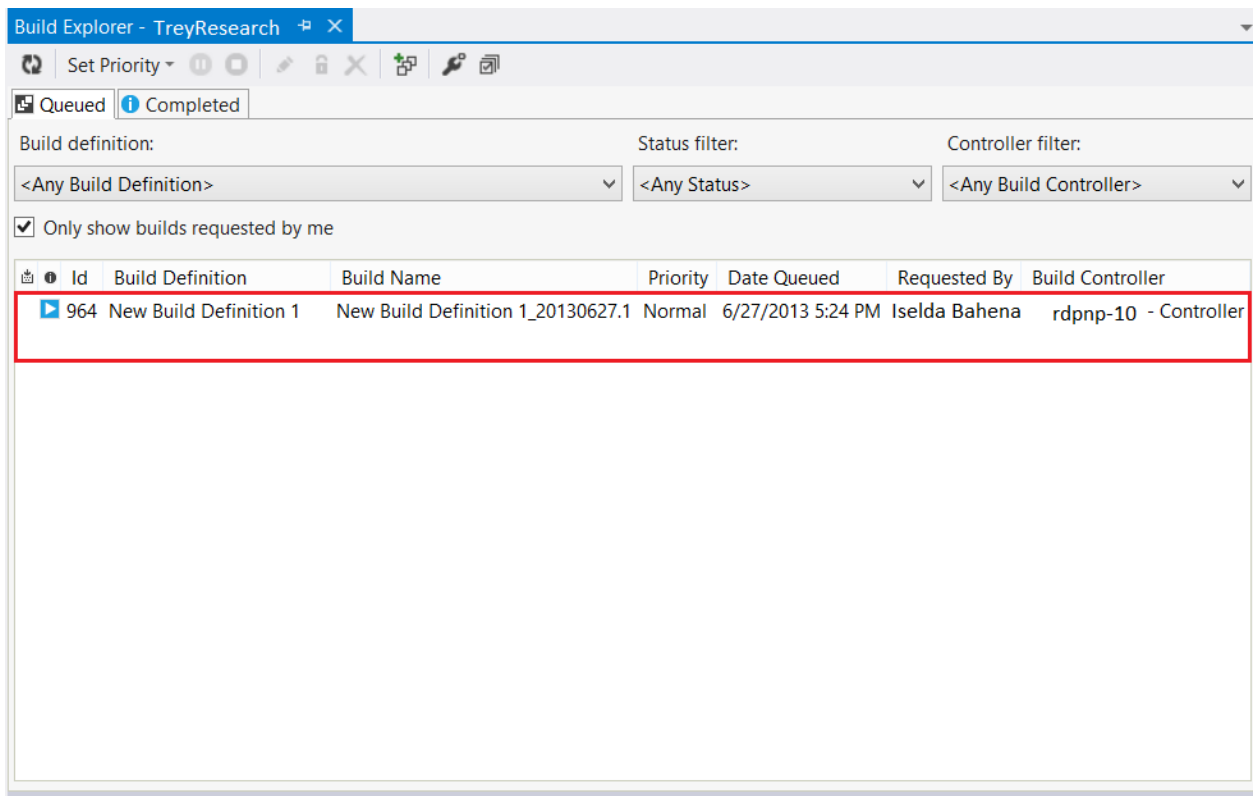 Build Explorer - TreyResearch
Set Priority
Queued Completed
Build definition: Status filter: Controller filter:
<Any Build Definition> <Any Status> <Any Build Controller>
Only show builds requested by me
Id Build Definition Build Name Priority Date Queued Requested By Build Controller
964 New Build Definition 1 New Build Definition 1_20130627.1 Normal 6/27/2013 5:24 PM Iselda Bahena rdpnp-10 - Controller